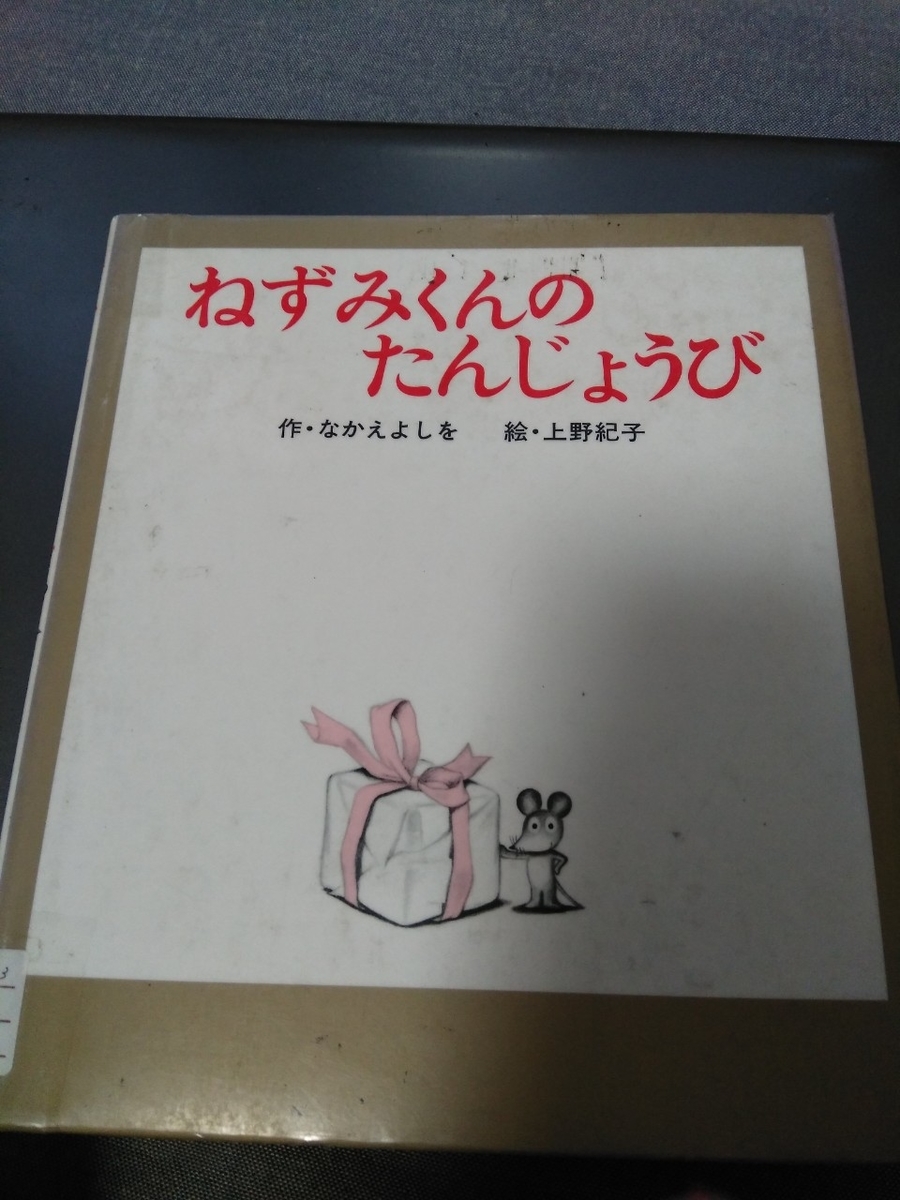 ねずみくんの
たんじょうび
作・なかえよしを　絵・上野紀子
3